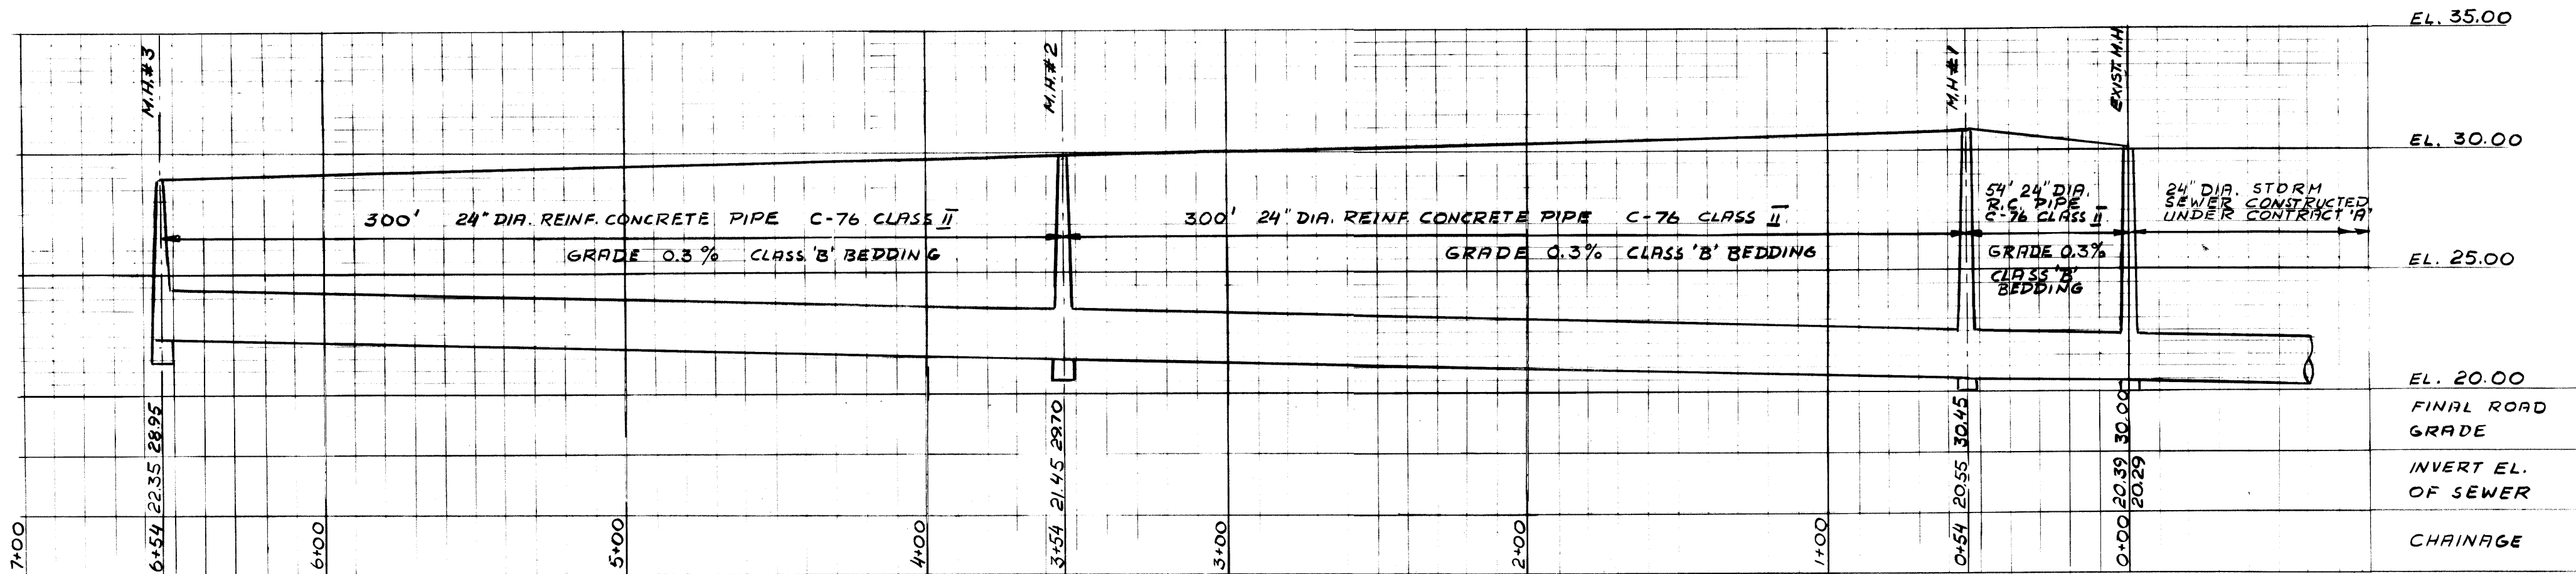 EL. 35.00
M.H.#3
M.H.#2
M.H#1
EXIST. M.H
EL. 30.00
300' 24" DIA. REINF. CONCRETE PIPE C-76 CLASS II
GRADE 0.3% CLASS 'B' BEDDING
300' 24" DIA. REINF. CONCRETE PIPE C-76 CLASS II
GRADE 0.3% CLASS 'B' BEDDING
54' 24" DIA.
R.C. PIPE
C-76 CLASS II
GRADE 0.3%
CLASS 'B'
BEDDING
24" DIA. STORM
SEWER CONSTRUCTED
UNDER CONTRACT 'A'
EL. 25.00
EL. 20.00
FINAL ROAD
GRADE
INVERT EL.
OF SEWER
CHAINAGE
7+00
6+54 22.35 28.95
6+00
5+00
4+00
3+54 21.45 29.70
3+00
2+00
1+00
0+54 20.55 30.45
0+00 20.39 30.00
20.29